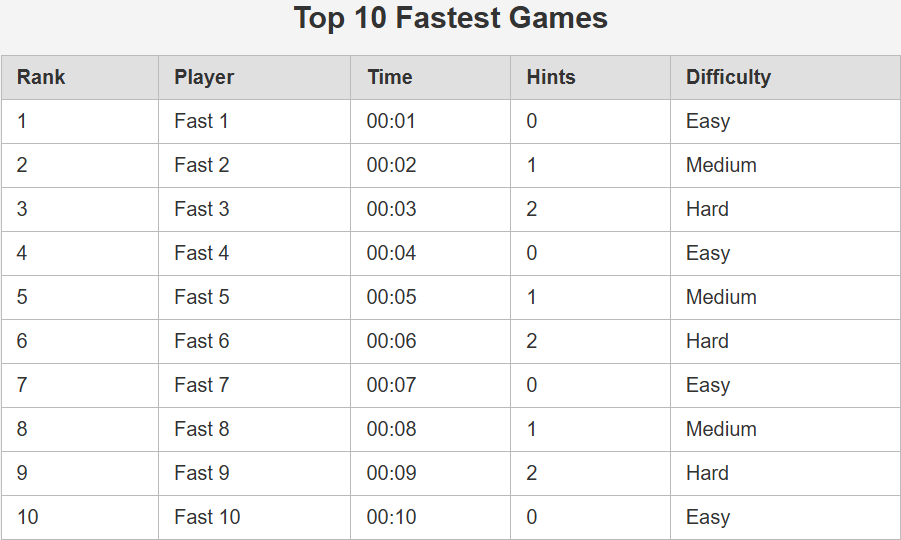 Top 10 Fastest Games
Rank Player Time Hints Difficulty
1 Fast 1 00:01 0 Easy
2 Fast 2 00:02 1 Medium
3 Fast 3 00:03 2 Hard
4 Fast 4 00:04 0 Easy
5 Fast 5 00:05 1 Medium
6 Fast 6 00:06 2 Hard
7 Fast 7 00:07 0 Easy
8 Fast 8 00:08 1 Medium
9 Fast 9 00:09 2 Hard
10 Fast 10 00:10 0 Easy